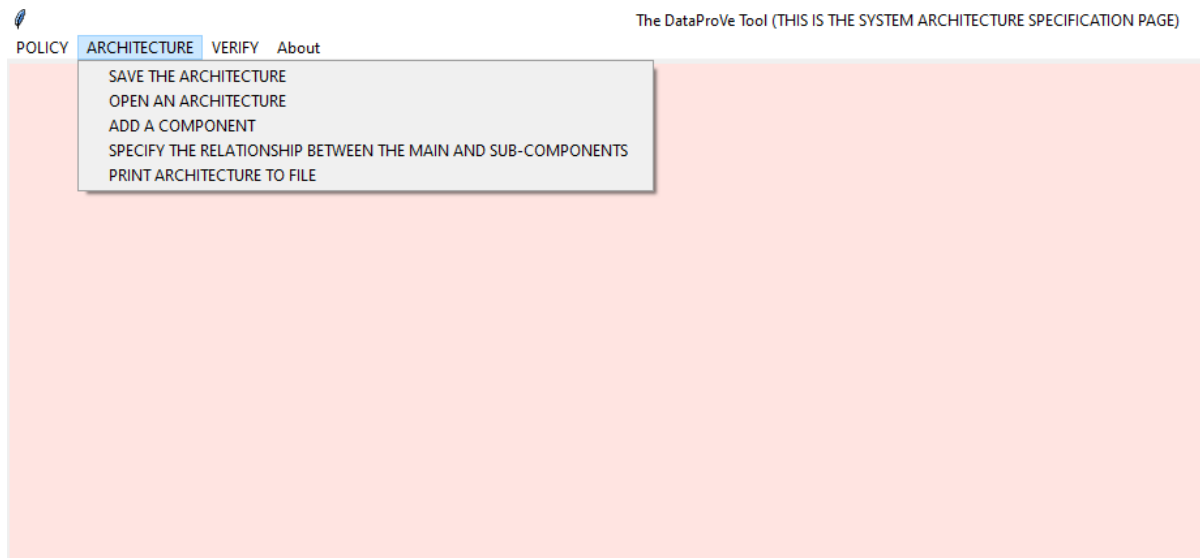 The DataProVe Tool (THIS IS THE SYSTEM ARCHITECTURE SPECIFICATION PAGE)
POLICY ARCHITECTURE VERIFY About
SAVE THE ARCHITECTURE
OPEN AN ARCHITECTURE
ADD A COMPONENT
SPECIFY THE RELATIONSHIP BETWEEN THE MAIN AND SUB-COMPONENTS
PRINT ARCHITECTURE TO FILE